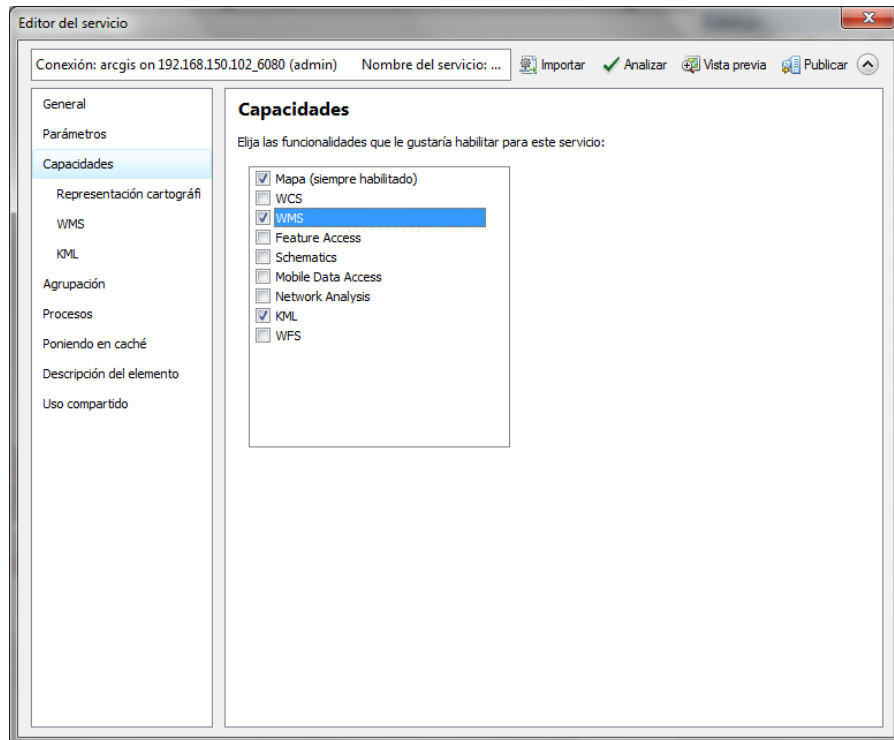 Editor del servicio
Conexión: arcgis on 192.168.150.102_6080 (admin) Nombre del servicio: ... Importar Analizar Vista previa Publicar
General
Parámetros
Capacidades
Representación cartográfi
WMS
KML
Agrupación
Procesos
Poniendo en caché
Descripción del elemento
Uso compartido
Capacidades
Elija las funcionalidades que le gustaría habilitar para este servicio:
Mapa (siempre habilitado)
WCS
WMS
Feature Access
Schematics
Mobile Data Access
Network Analysis
KML
WFS